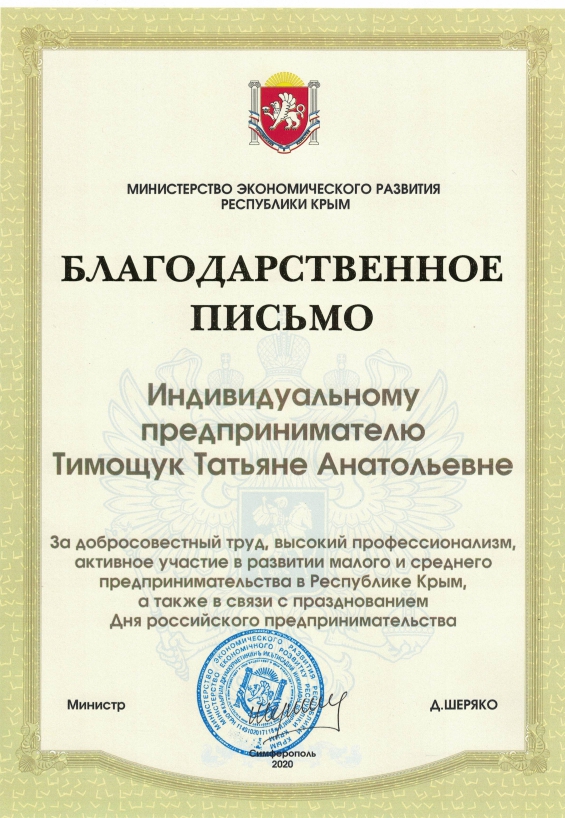 МИНИСТЕРСТВО ЭКОНОМИЧЕСКОГО РАЗВИТИЯ
РЕСПУБЛИКИ КРЫМ
БЛАГОДАРСТВЕННОЕ
ПИСЬМО
Индивидуальному
предпринимателю
Тимощук Татьяне Анатольевне
За добросовестный труд, высокий профессионализм,
активное участие в развитии малого и среднего
предпринимательства в Республике Крым,
а также в связи с празднованием
Дня российского предпринимательства
МИНИСТЕРСТВО ЭКОНОМИЧЕСКОГО РАЗВИТИЯ РЕСПУБЛИКИ КРЫМ
Министр
Д.ШЕРЯКО
Симферополь
2020